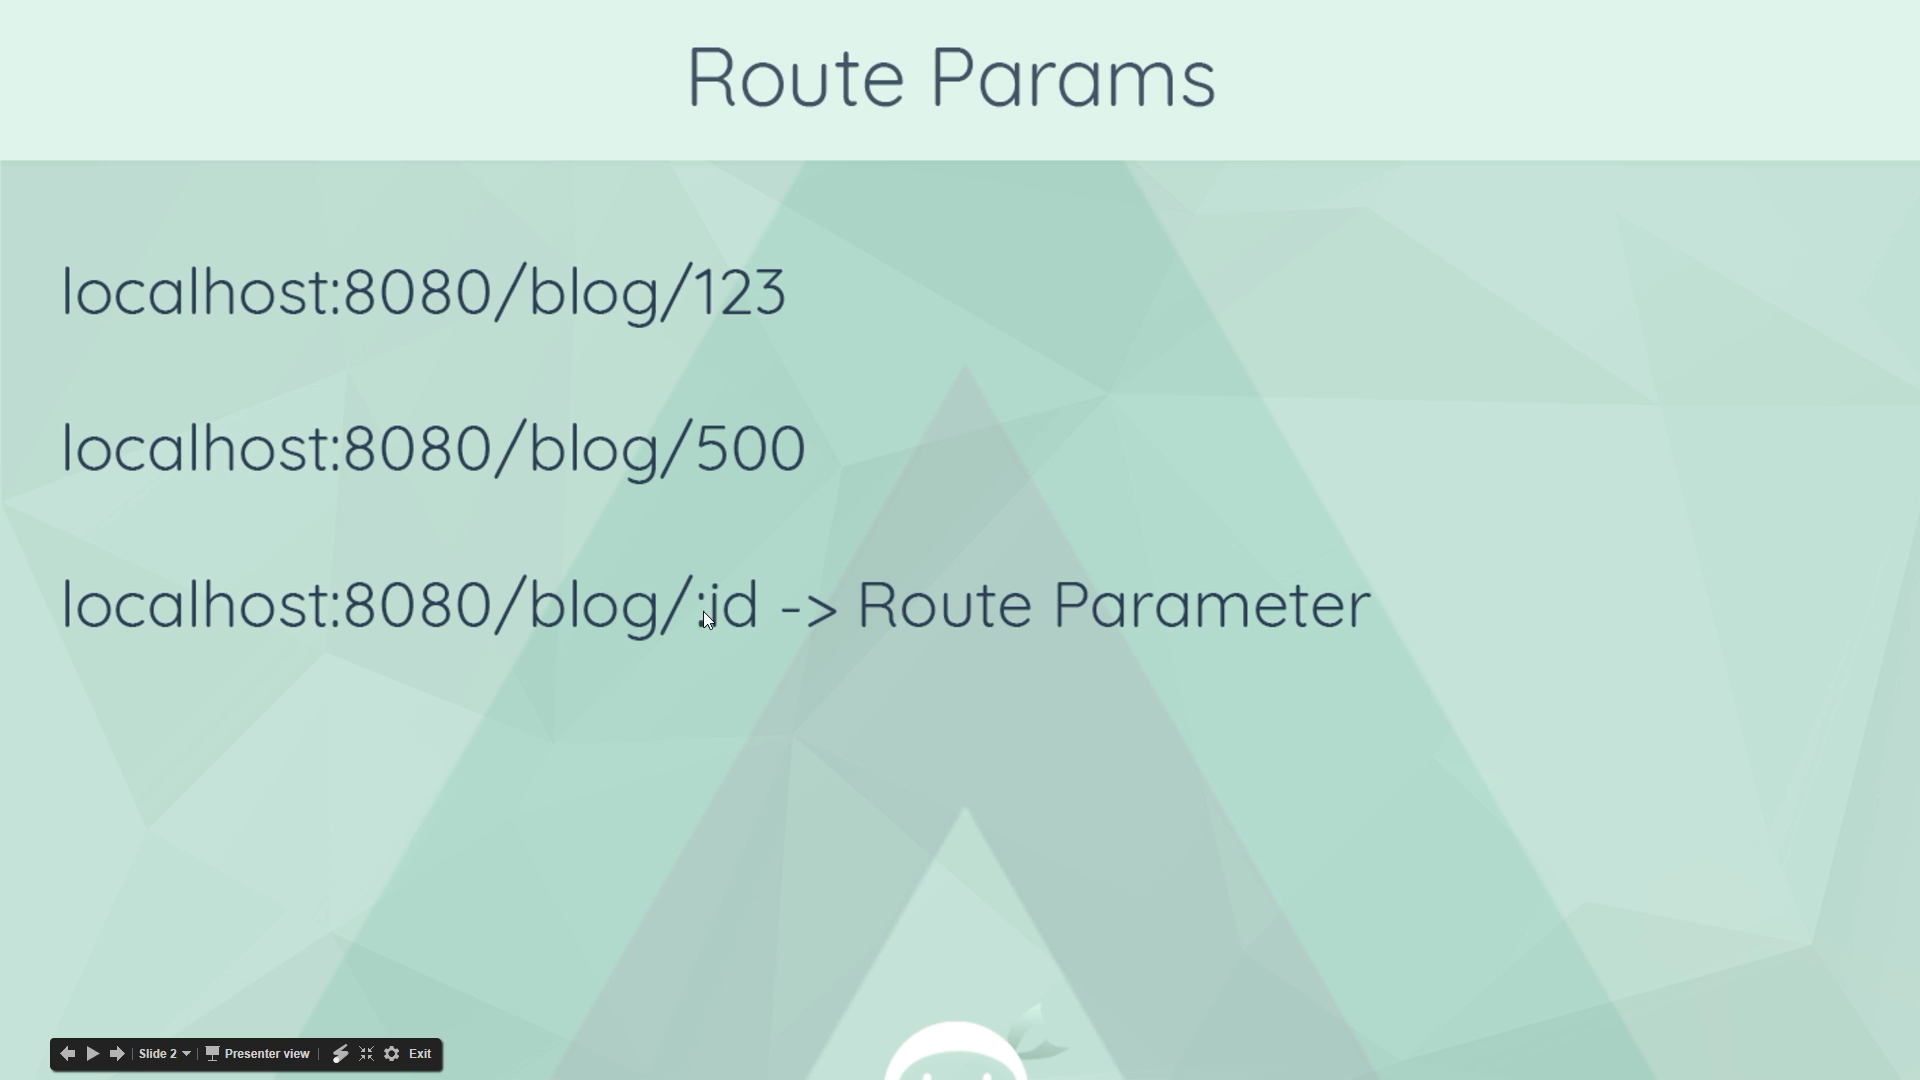 Route Params
localhost:8080/blog/123
localhost:8080/blog/500
localhost:8080/blog/:id -> Route Parameter
Slide 2 Presenter view Exit